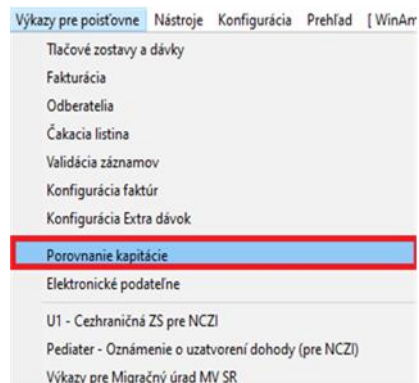 Výkazy pre poisťovne Nástroje Konfigurácia Prehľad [ WinAm
Tlačové zostavy a dávky
Fakturácia
Odberatelia
Čakacia listina
Validácia záznamov
Konfigurácia faktúr
Konfigurácia Extra dávok
Porovnanie kapitácie
Elektronické podateľne
U1 - Cezhraničná ZS pre NCZI
Pediater - Oznámenie o uzatvorení dohody (pre NCZI)
Výkazy pre Migračný úrad MV SR